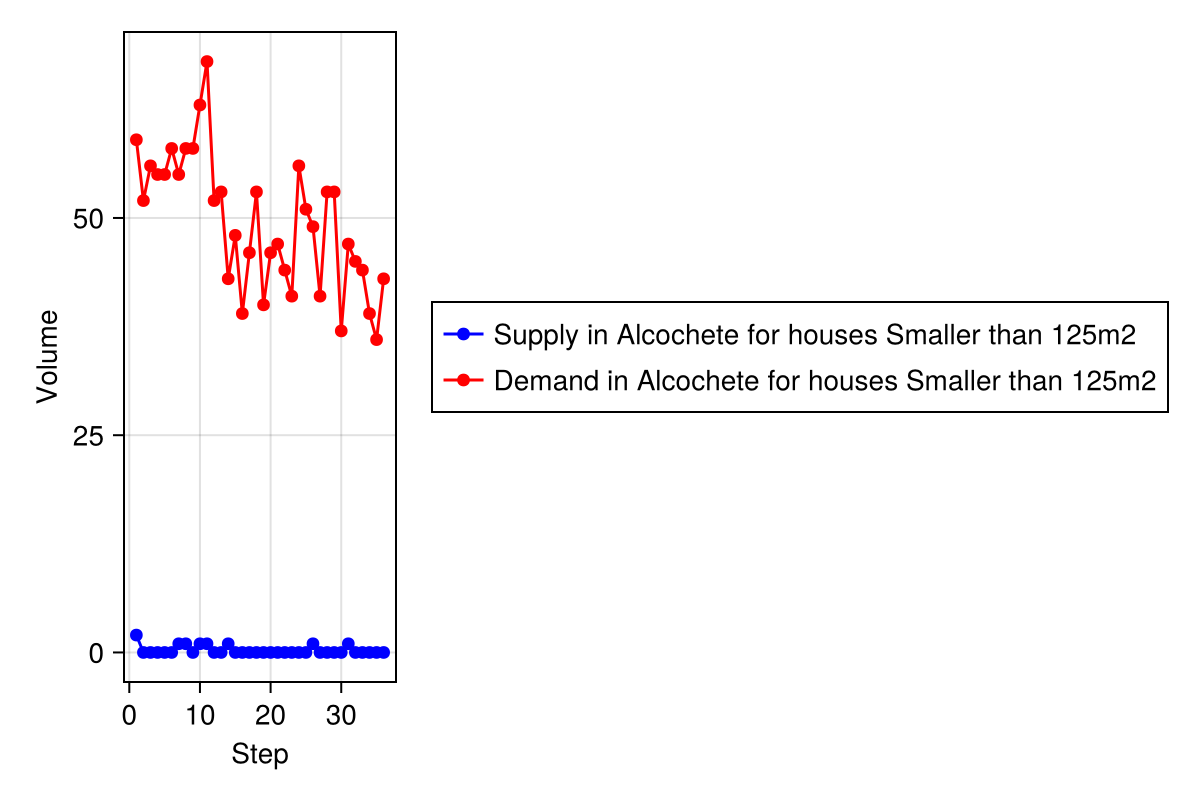 Volume
50
25
0
0 10 20 30
Step
Supply in Alcochete for houses Smaller than 125m2
Demand in Alcochete for houses Smaller than 125m2